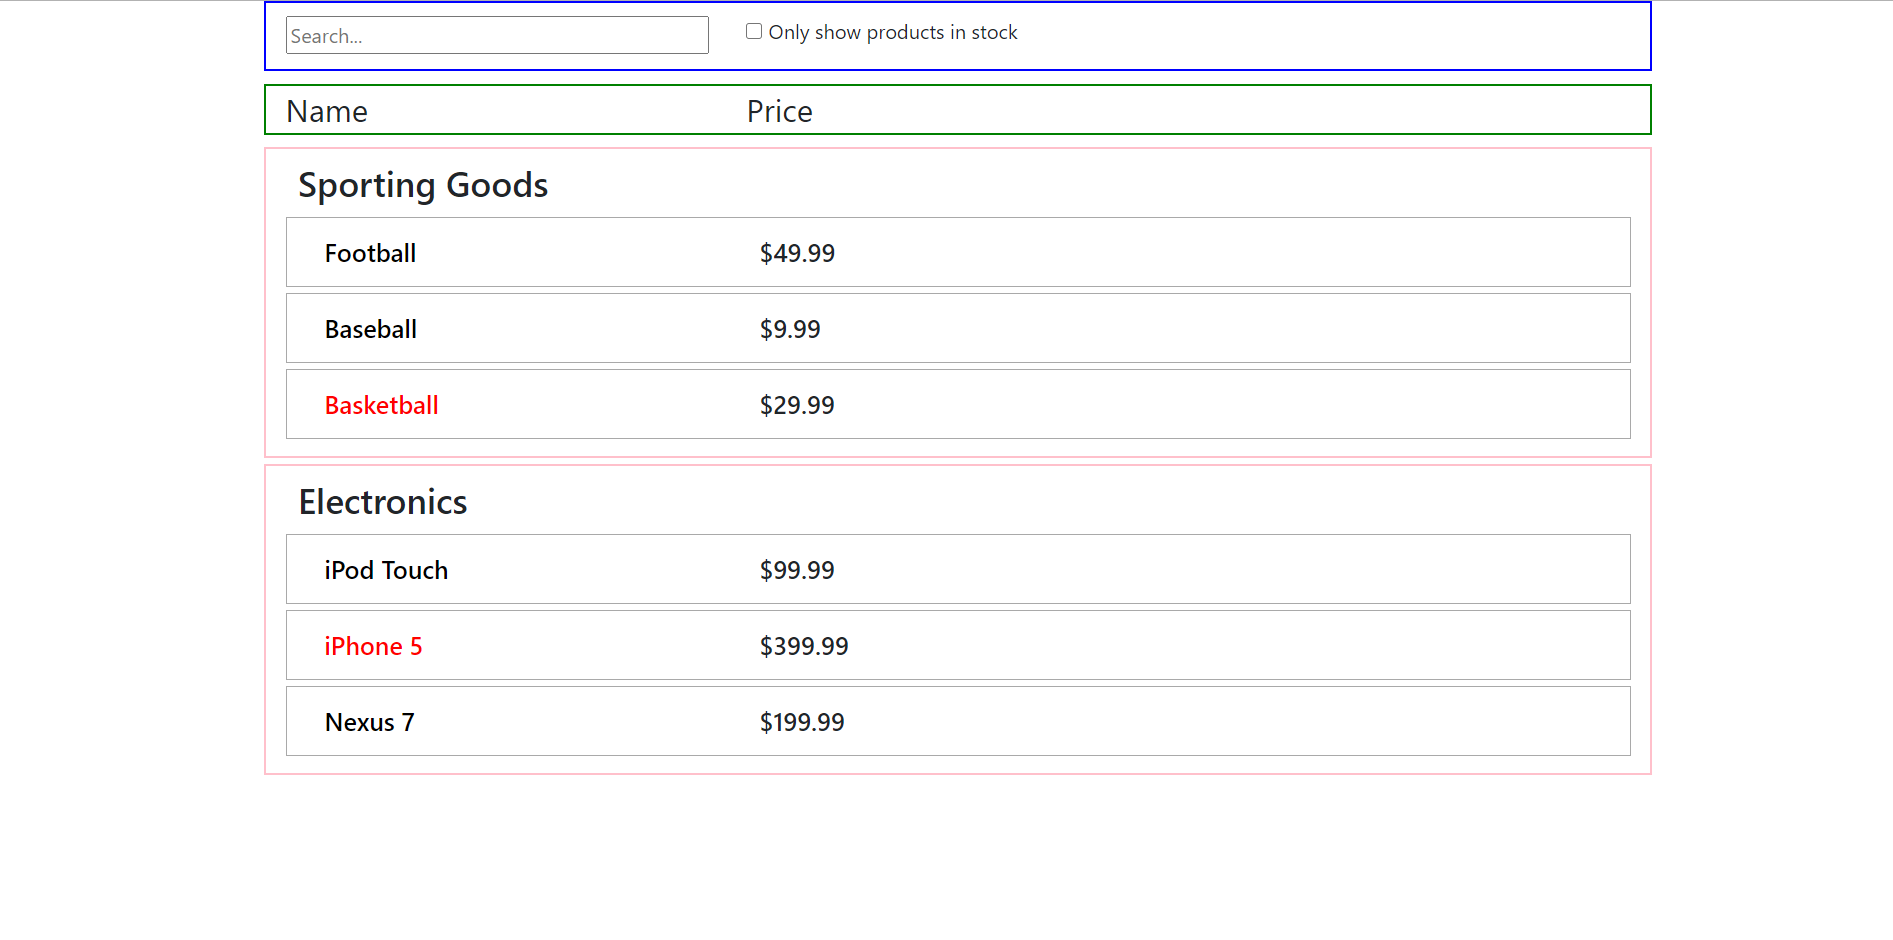 Search... Only show products in stock
Name Price
Sporting Goods
Football $49.99
Baseball $9.99
Basketball $29.99
Electronics
iPod Touch $99.99
iPhone 5 $399.99
Nexus 7 $199.99